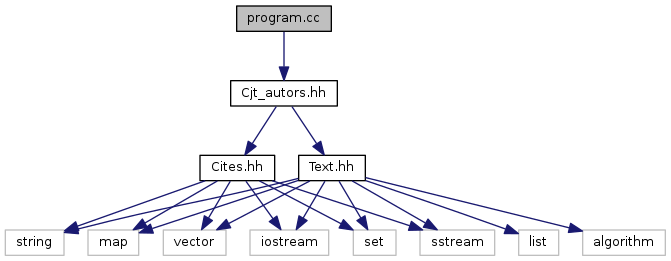 program.cc
Cjt_autors.hh
Cites.hh
Text.hh
string
map
vector
iostream
set
sstream
list
algorithm